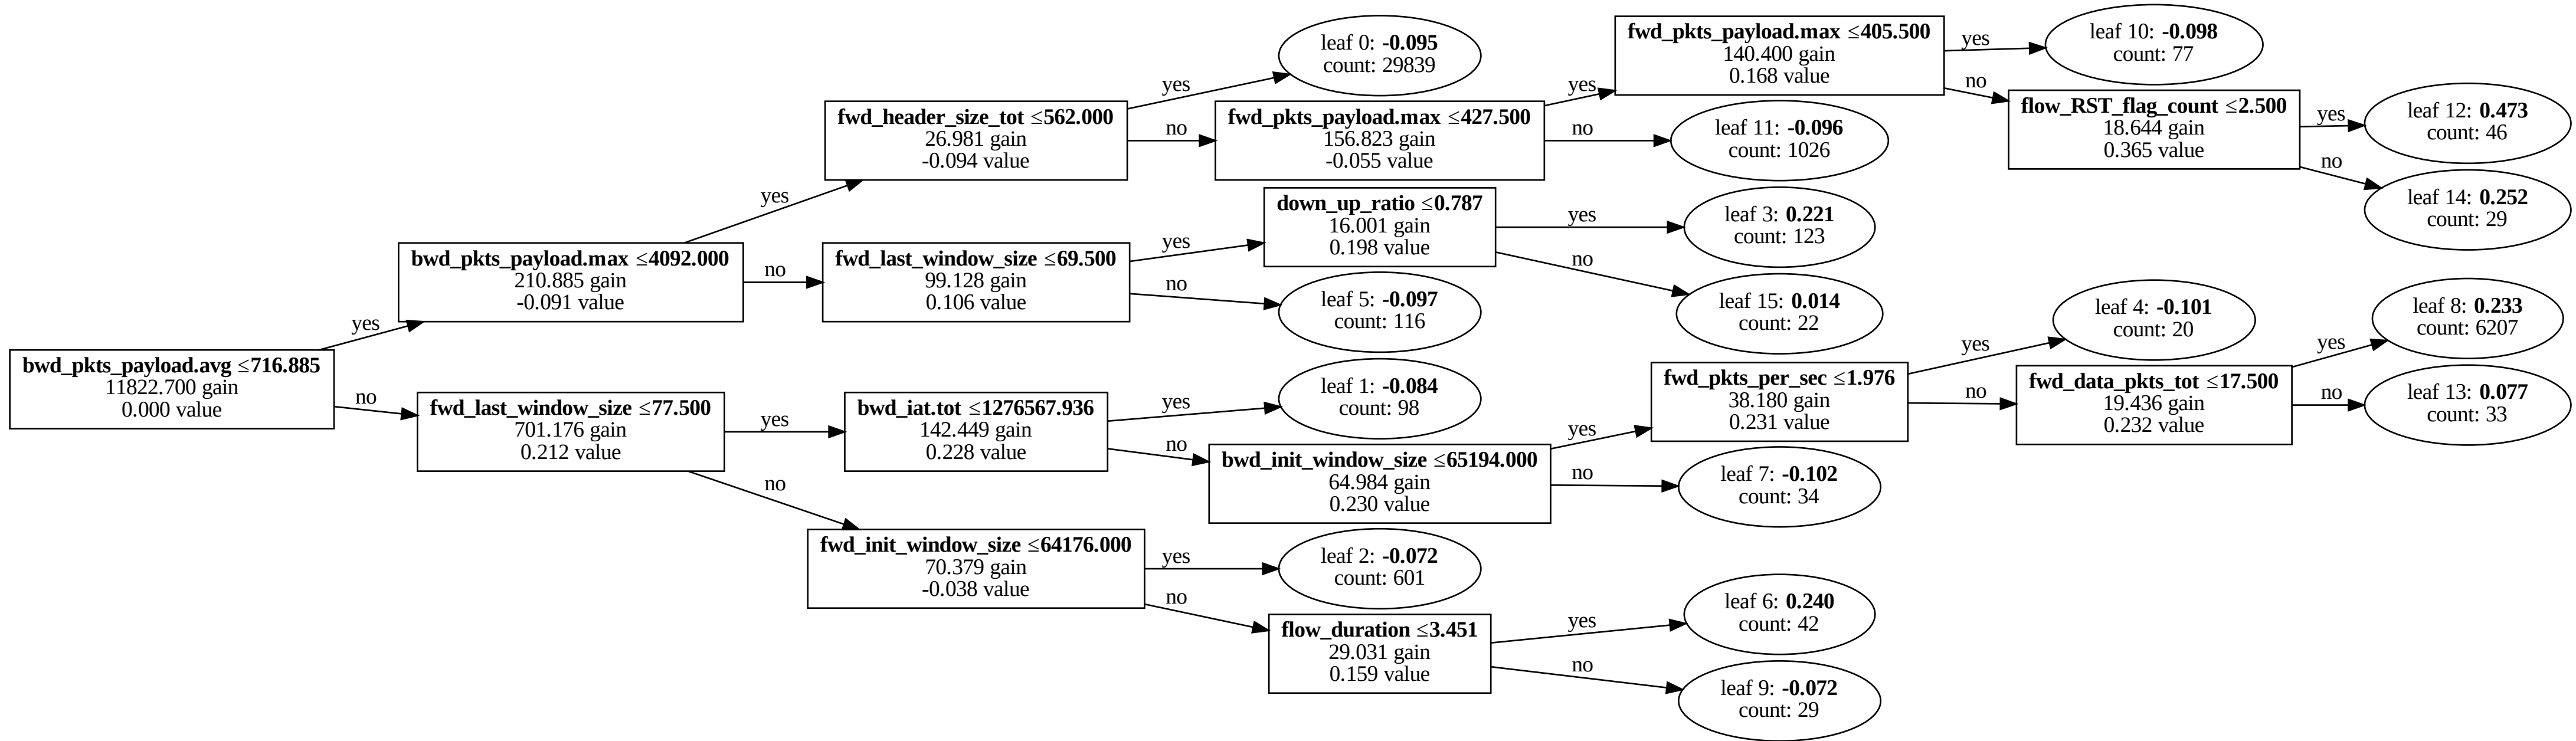 bwd_pkts_payload.avg ≤716.885
11822.700 gain
0.000 value
yes
no
bwd_pkts_payload.max ≤4092.000
210.885 gain
-0.091 value
yes
no
fwd_last_window_size ≤77.500
701.176 gain
0.212 value
yes
no
fwd_header_size_tot ≤562.000
26.981 gain
-0.094 value
yes
no
fwd_last_window_size ≤69.500
99.128 gain
0.106 value
yes
no
bwd_iat.tot ≤1276567.936
142.449 gain
0.228 value
yes
no
fwd_init_window_size ≤64176.000
70.379 gain
-0.038 value
yes
no
leaf 0: -0.095
count: 29839
fwd_pkts_payload.max ≤427.500
156.823 gain
-0.055 value
yes
no
down_up_ratio ≤0.787
16.001 gain
0.198 value
yes
no
leaf 5: -0.097
count: 116
leaf 1: -0.084
count: 98
bwd_init_window_size ≤65194.000
64.984 gain
0.230 value
yes
no
leaf 2: -0.072
count: 601
flow_duration ≤3.451
29.031 gain
0.159 value
yes
no
fwd_pkts_payload.max ≤405.500
140.400 gain
0.168 value
yes
no
leaf 11: -0.096
count: 1026
leaf 3: 0.221
count: 123
leaf 15: 0.014
count: 22
fwd_pkts_per_sec ≤1.976
38.180 gain
0.231 value
yes
no
leaf 7: -0.102
count: 34
leaf 6: 0.240
count: 42
leaf 9: -0.072
count: 29
leaf 10: -0.098
count: 77
flow_RST_flag_count ≤2.500
18.644 gain
0.365 value
yes
no
leaf 4: -0.101
count: 20
fwd_data_pkts_tot ≤17.500
19.436 gain
0.232 value
yes
no
leaf 12: 0.473
count: 46
leaf 14: 0.252
count: 29
leaf 8: 0.233
count: 6207
leaf 13: 0.077
count: 33